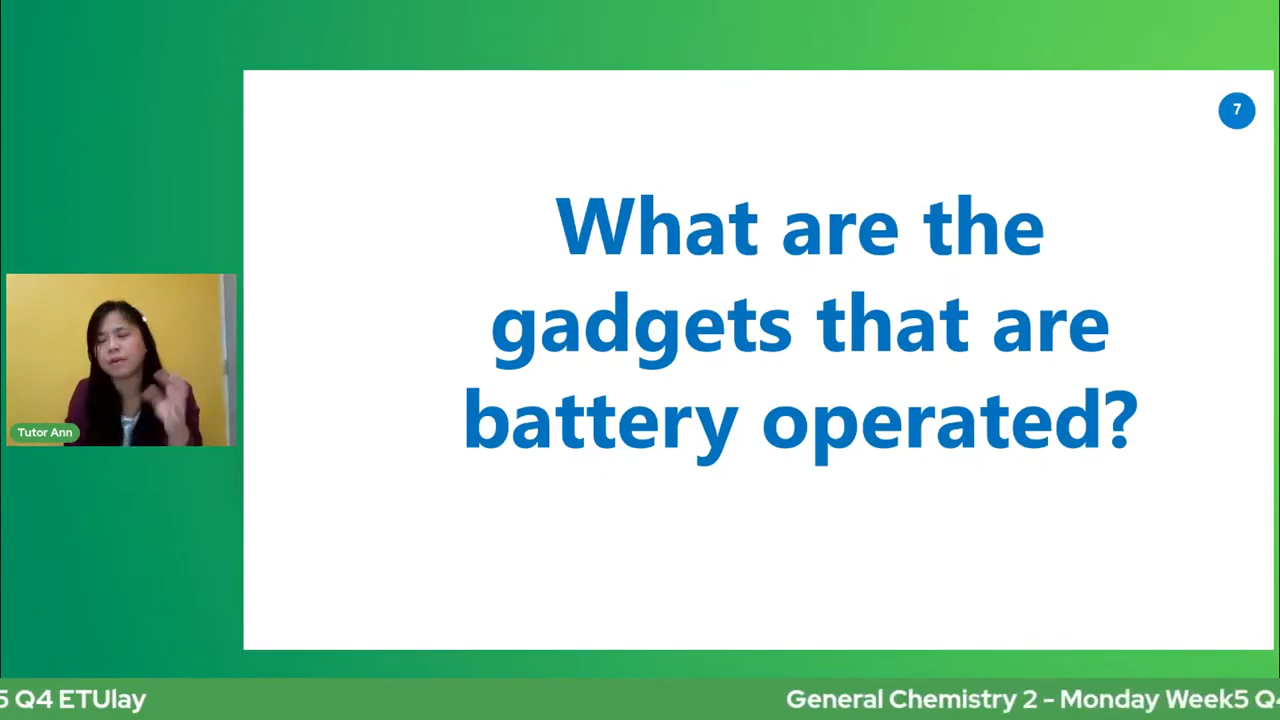 7
What are the
gadgets that are
battery operated?
Tutor Ann
5 Q4 ETUlay
General Chemistry 2 - Monday Week5 Q4